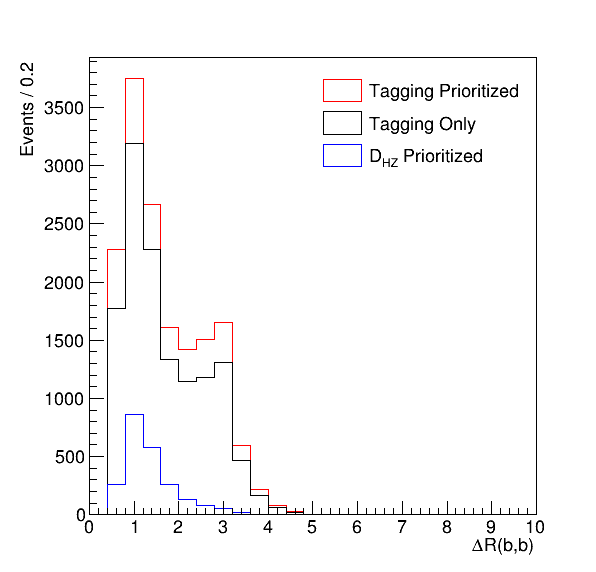 Events / 0.2
3500
3000
2500
2000
1500
1000
500
0
Tagging Prioritized
Tagging Only
D_HZ Prioritized
0 1 2 3 4 5 6 7 8 9 10
ΔR(b,b)